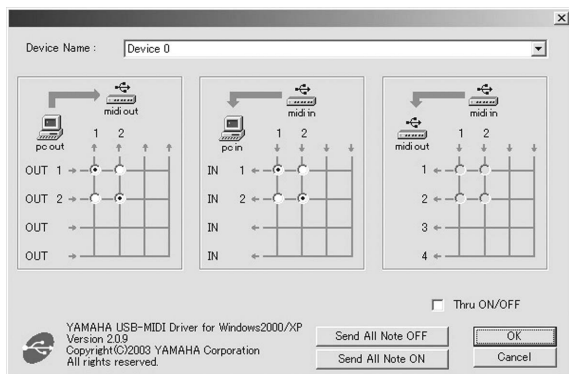 Device Name : Device 0
midi out
pc out 1 2
OUT 1
OUT 2
OUT
OUT
midi in
pc in 1 2
IN 1
IN 2
IN
IN
midi in
midi out 1 2
1
2
3
4
Thru ON/OFF
YAMAHA USB-MIDI Driver for Windows2000/XP
Version 2.0.9
Copyright(C)2003 YAMAHA Corporation
All rights reserved.
Send All Note OFF
OK
Send All Note ON
Cancel